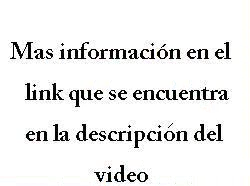 Mas información en el
link que se encuentra
en la descripción del
video